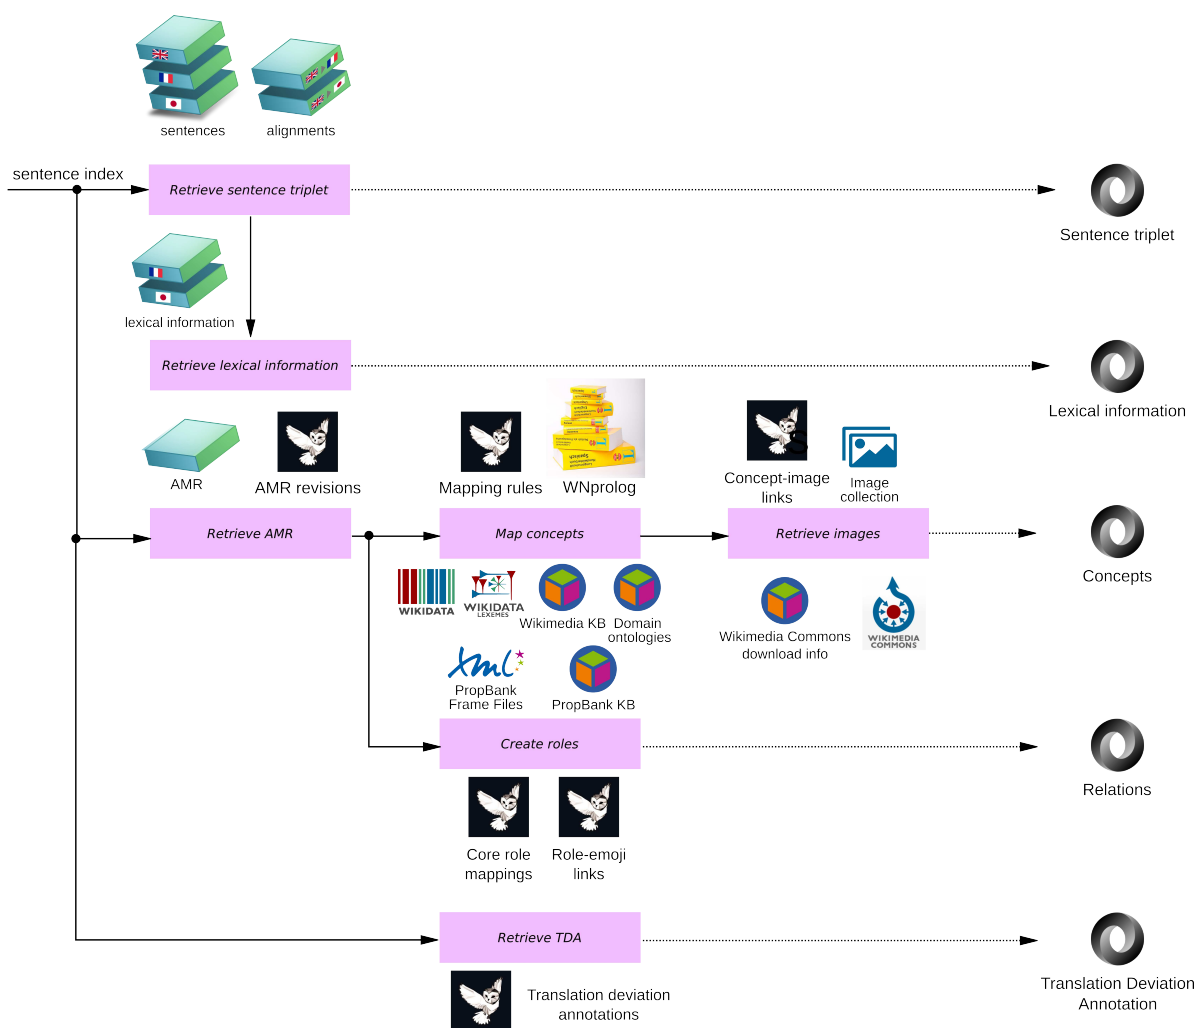 sentences
alignments
sentence index
Retrieve sentence triplet
Sentence triplet
lexical information
Retrieve lexical information
Lexical information
AMR
AMR revisions
Mapping rules
WNprolog
Concept-image
links
Image
collection
Retrieve AMR
Map concepts
Retrieve images
Concepts
WIKIDATA
WIKIDATA
LEXEMES
Wikimedia KB
Domain
ontologies
Wikimedia Commons
download info
WIKIMEDIA
COMMONS
Xml
PropBank
Frame Files
PropBank KB
Create roles
Relations
Core role
mappings
Role-emoji
links
Retrieve TDA
Translation Deviation
Annotation
Translation deviation
annotations